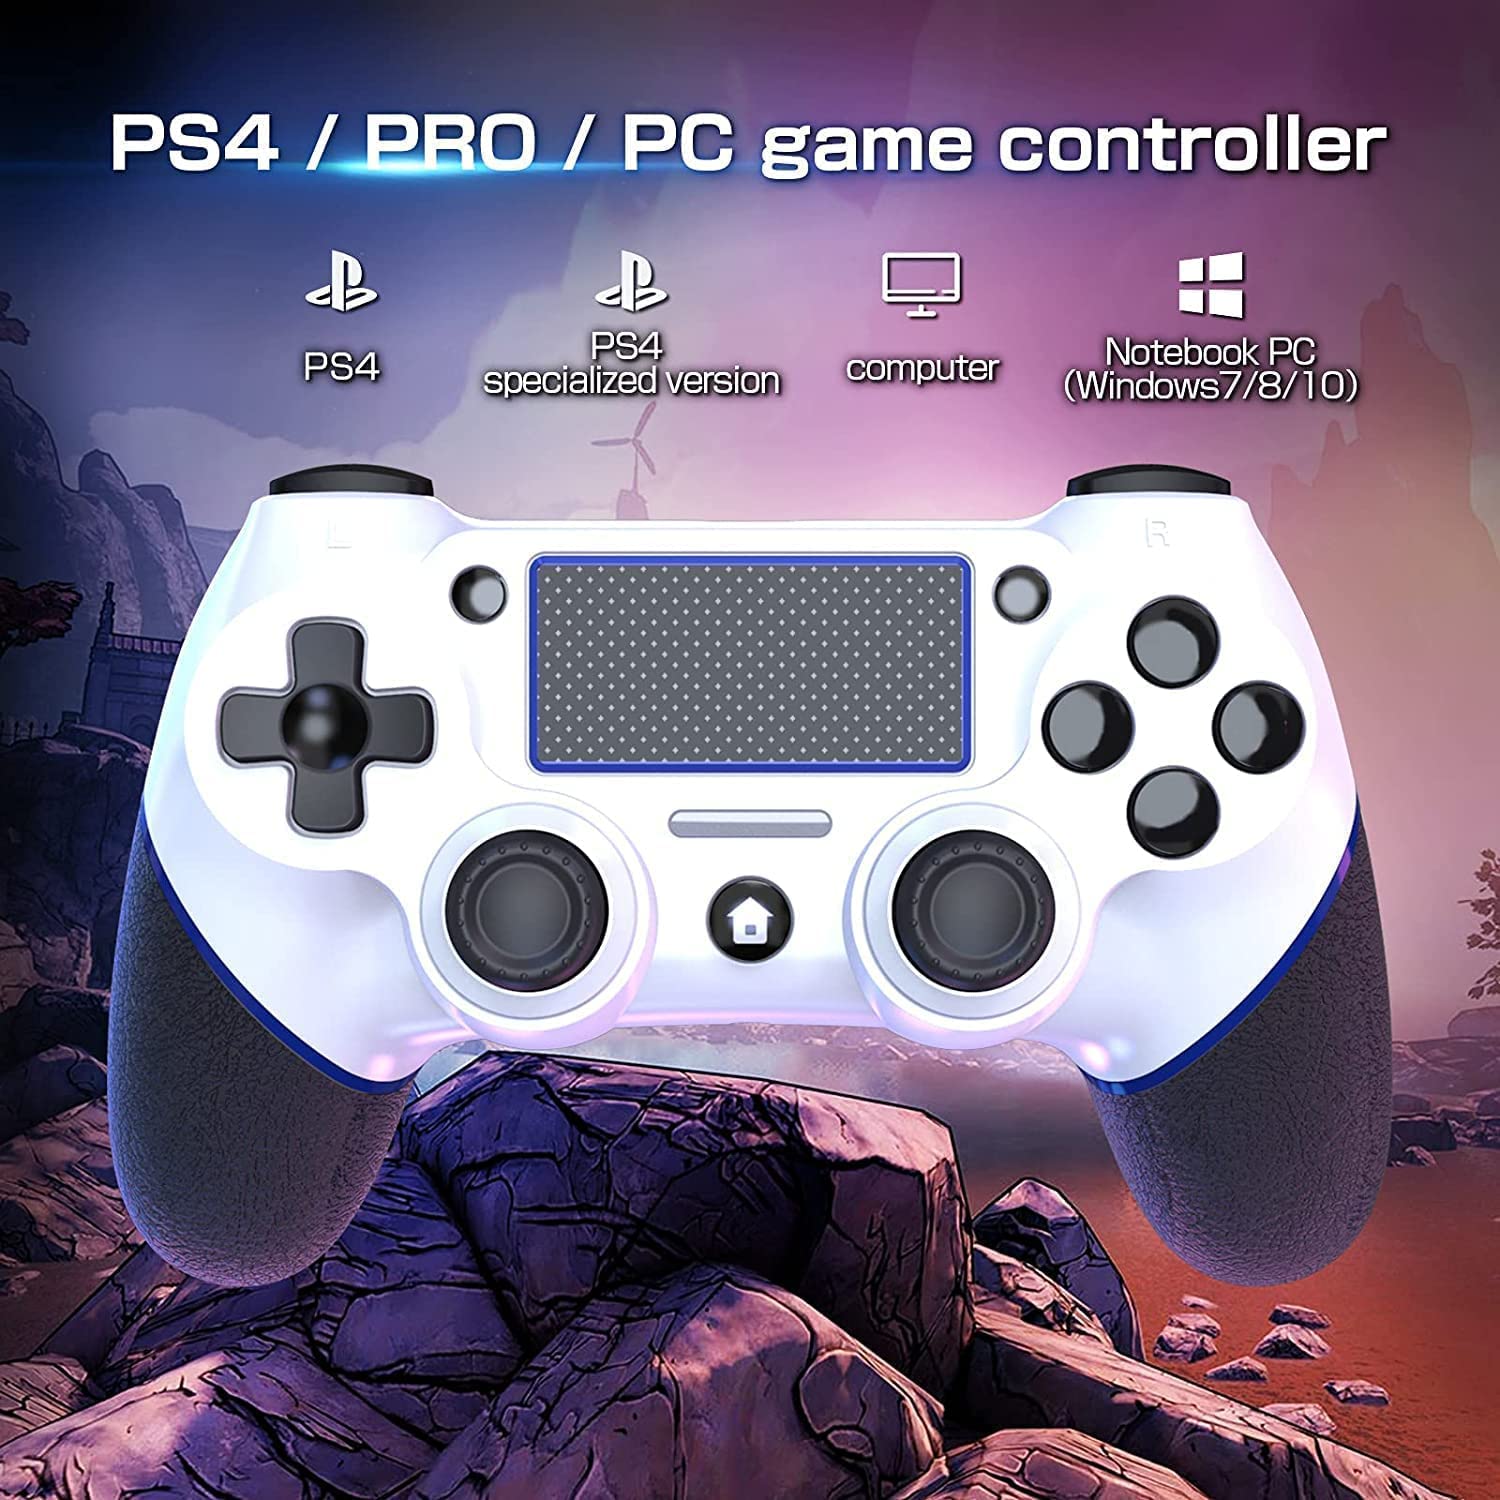 PS4 / PRO / PC game controller
PS4
PS4
specialized version
computer
Notebook PC
(Windows7/8/10)
L
R